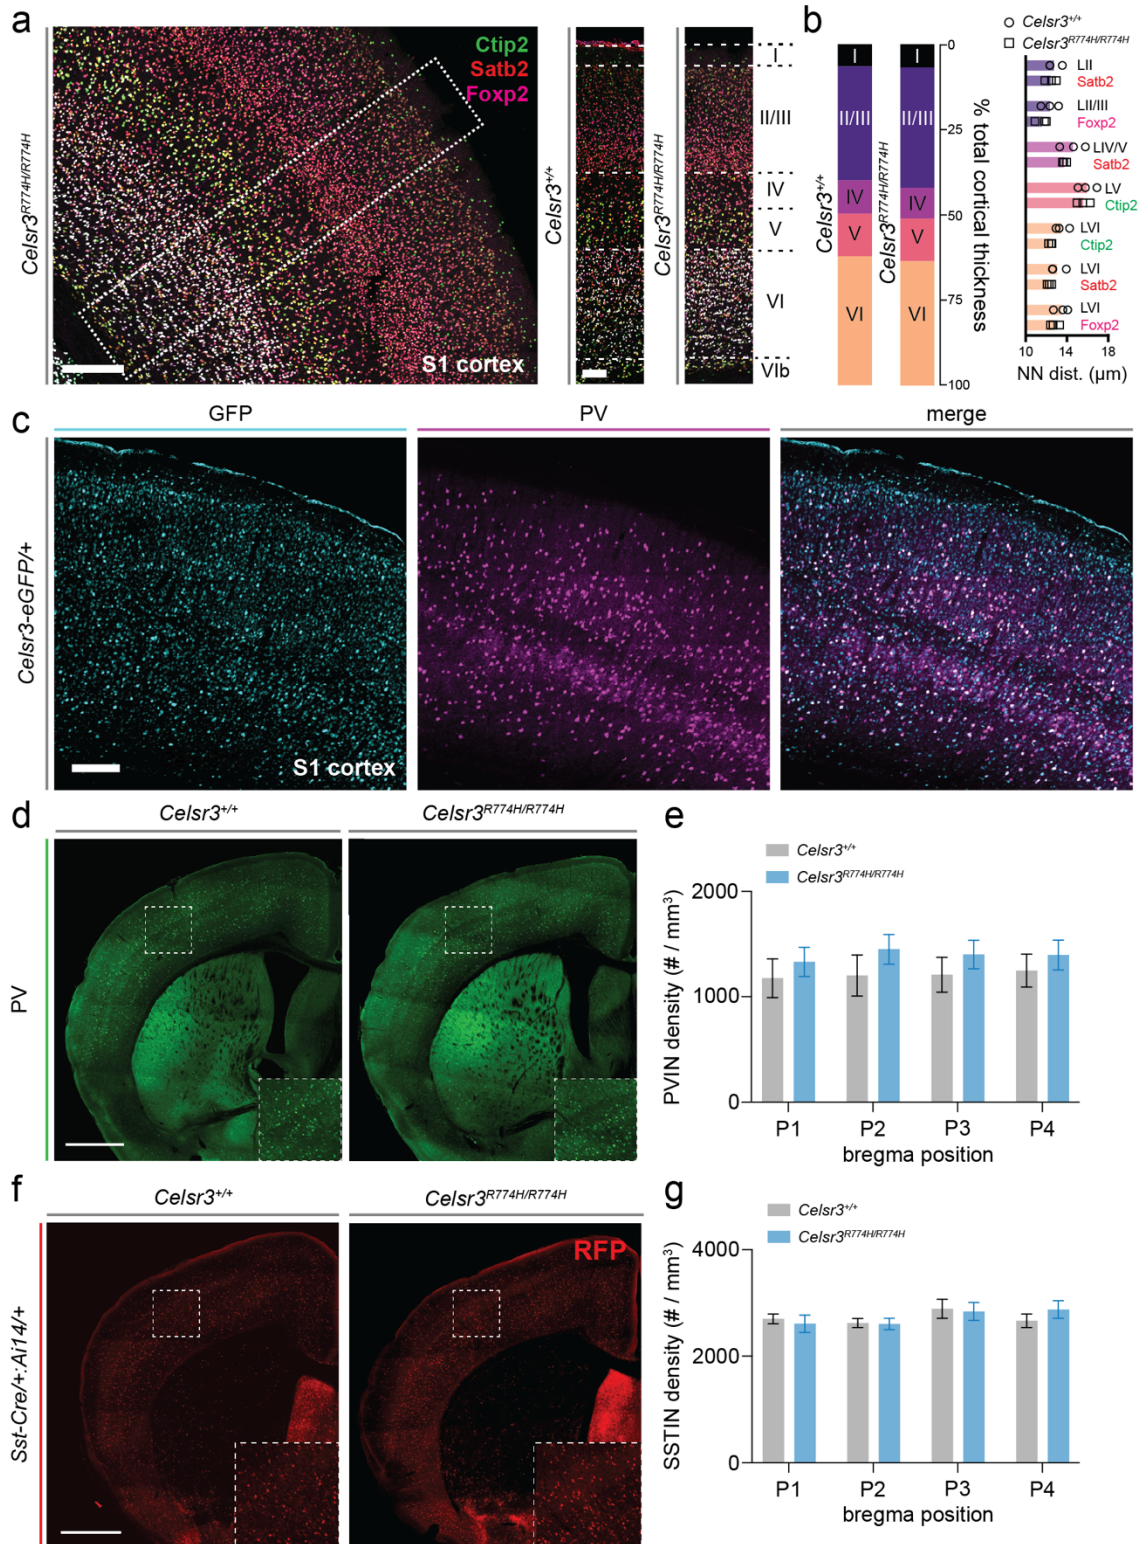 a
Celsr3R774H/R774H
Ctip2
Satb2
Foxp2
S1 cortex
Celsr3+/+
Celsr3R774H/R774H
I
II/III
IV
V
VI
VIb
b
Celsr3+/+
I
II/III
IV
V
VI
Celsr3R774H/R774H
I
II/III
IV
V
VI
0
25
50
75
100
% total cortical thickness
Celsr3+/+
Celsr3R774H/R774H
LII
Satb2
LII/III
Foxp2
LIV/V
Satb2
LV
Ctip2
LVI
Ctip2
LVI
Satb2
LVI
Foxp2
10 14 18
NN dist. (µm)
c
GFP PV merge
Celsr3-eGFP/+
S1 cortex
d
Celsr3+/+ Celsr3R774H/R774H
PV
e
Celsr3+/+
Celsr3R774H/R774H
PVIN density (# / mm3)
2000
1000
0
P1 P2 P3 P4
bregma position
f
Celsr3+/+ Celsr3R774H/R774H
Sst-Cre/+:Ai14/+
RFP
g
Celsr3+/+
Celsr3R774H/R774H
SSTIN density (# / mm3)
4000
2000
0
P1 P2 P3 P4
bregma position